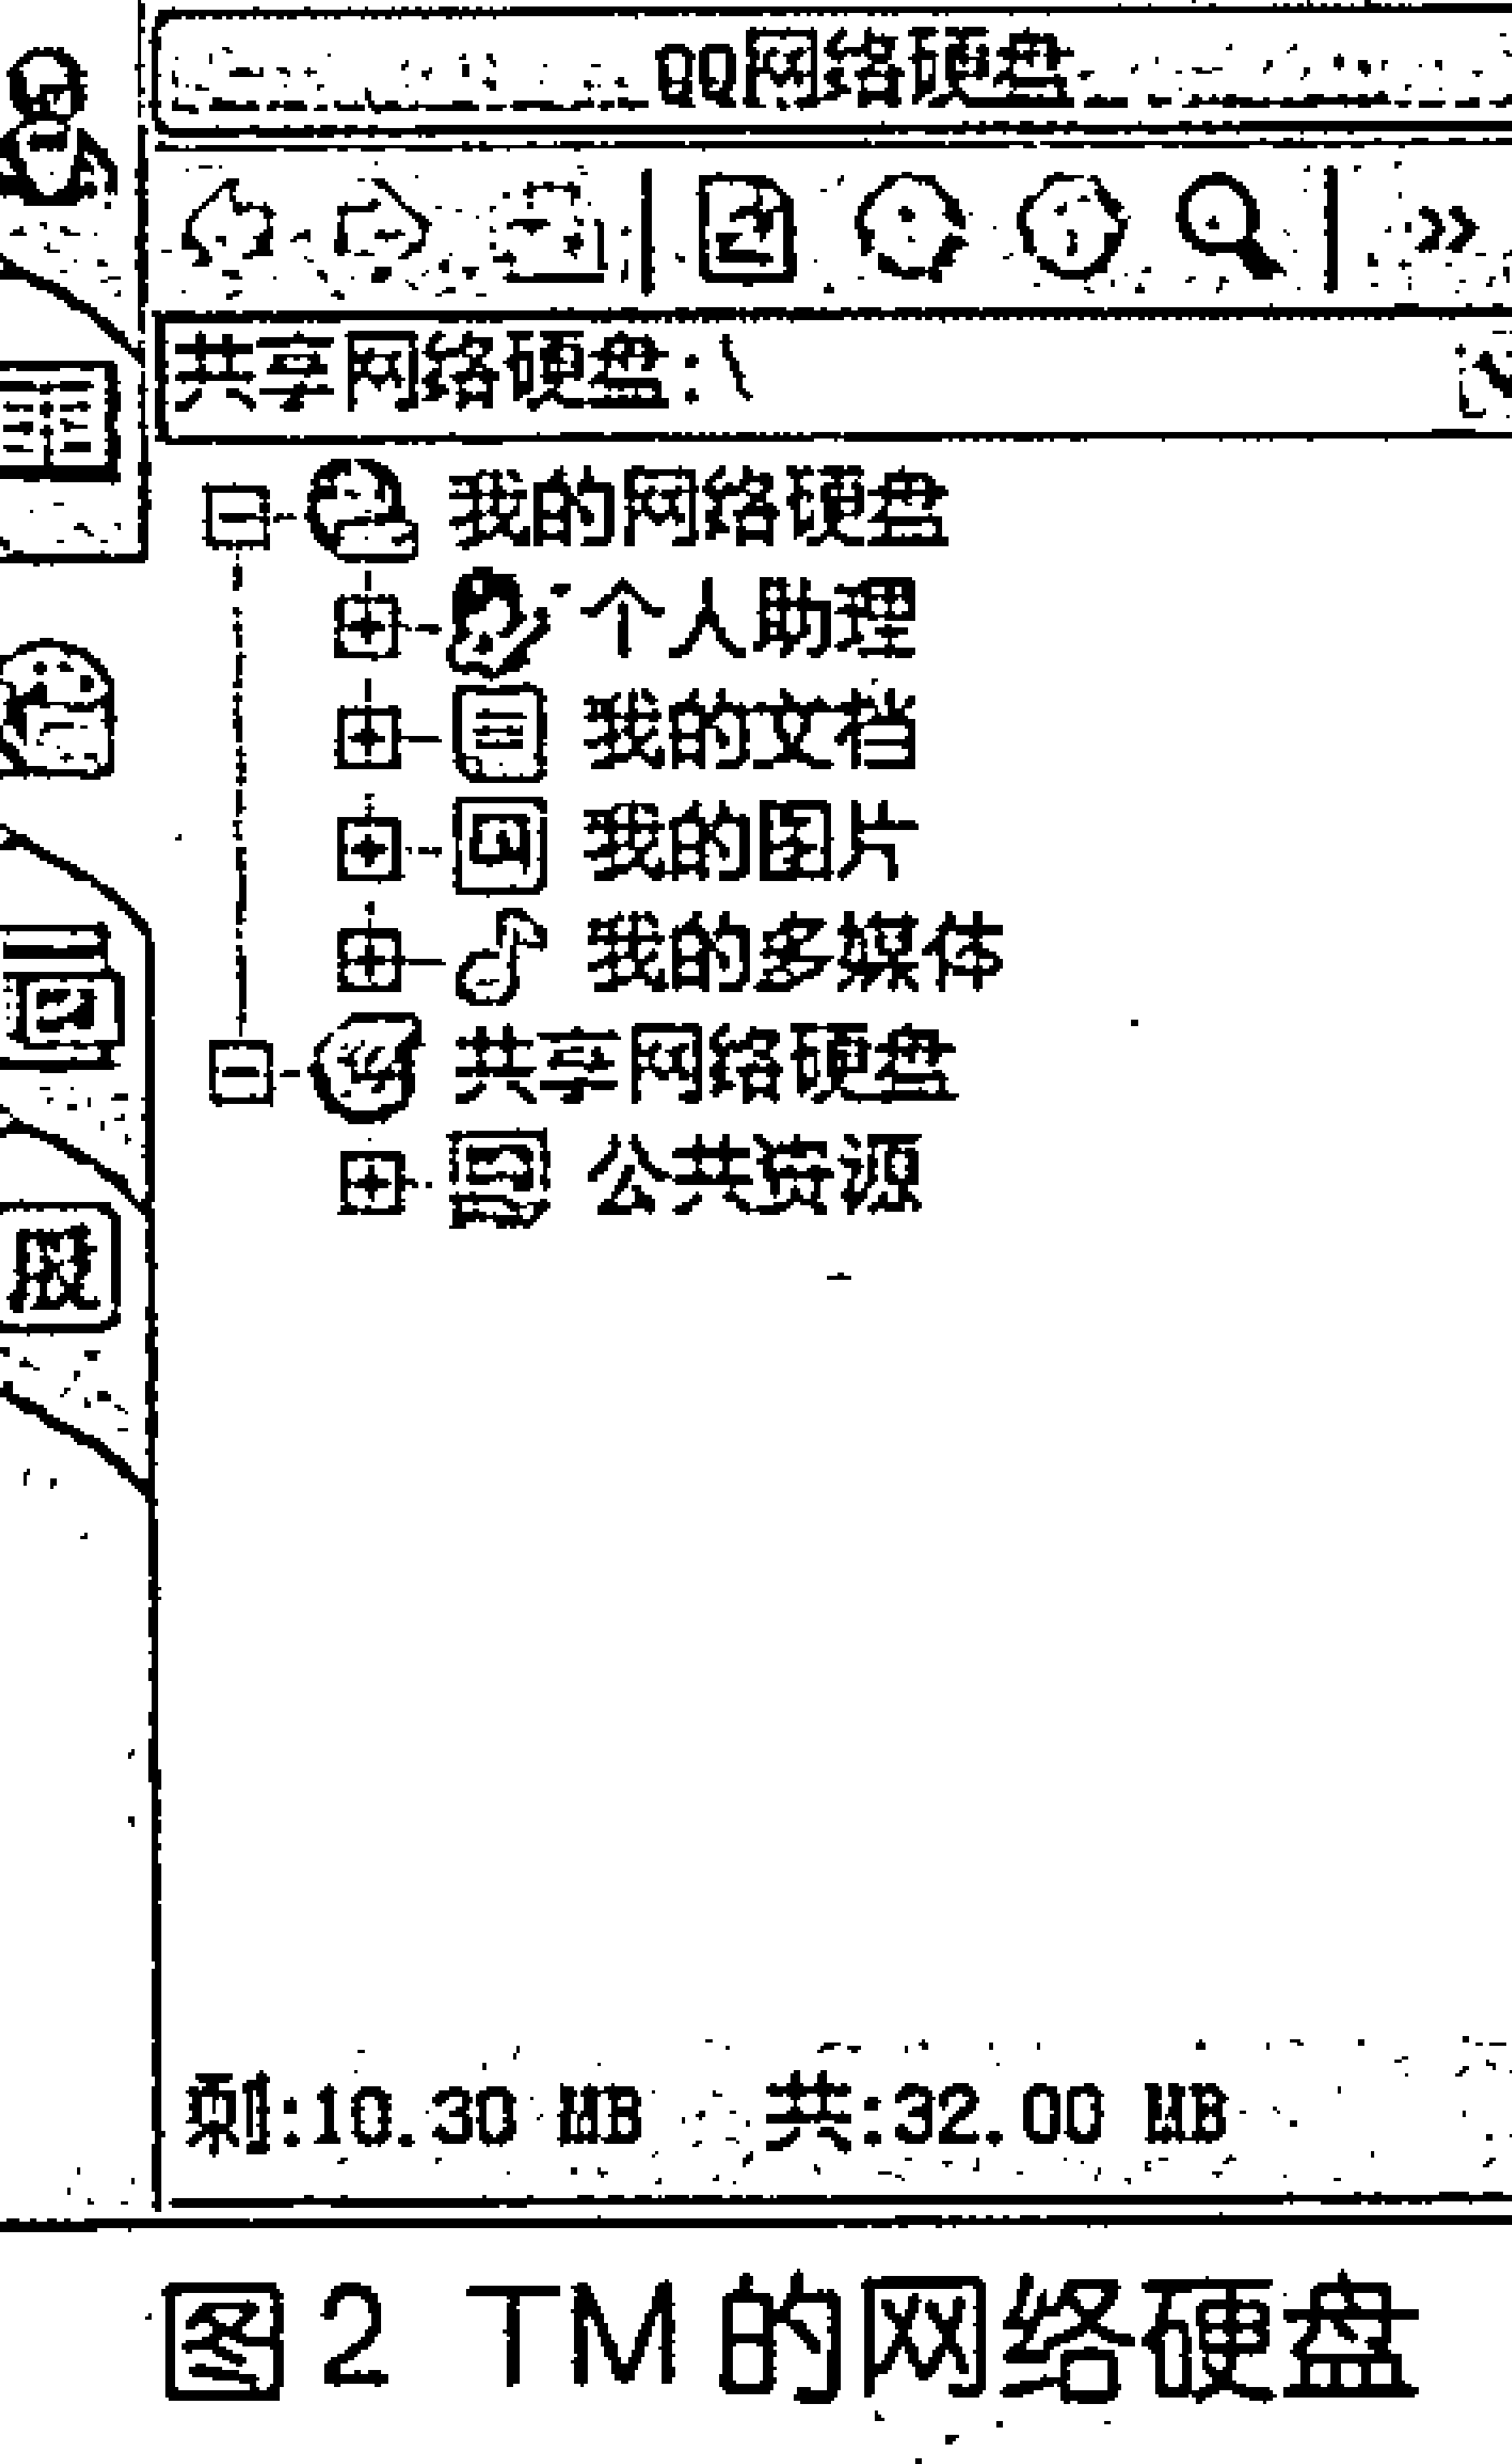 QQ网络硬盘
»
共享网络硬盘:\
我的网络硬盘
个人助理
我的文档
我的图片
我的多媒体
共享网络硬盘
公共资源
股
剩:10.30 MB 共:32.00 MB
图2 TM的网络硬盘